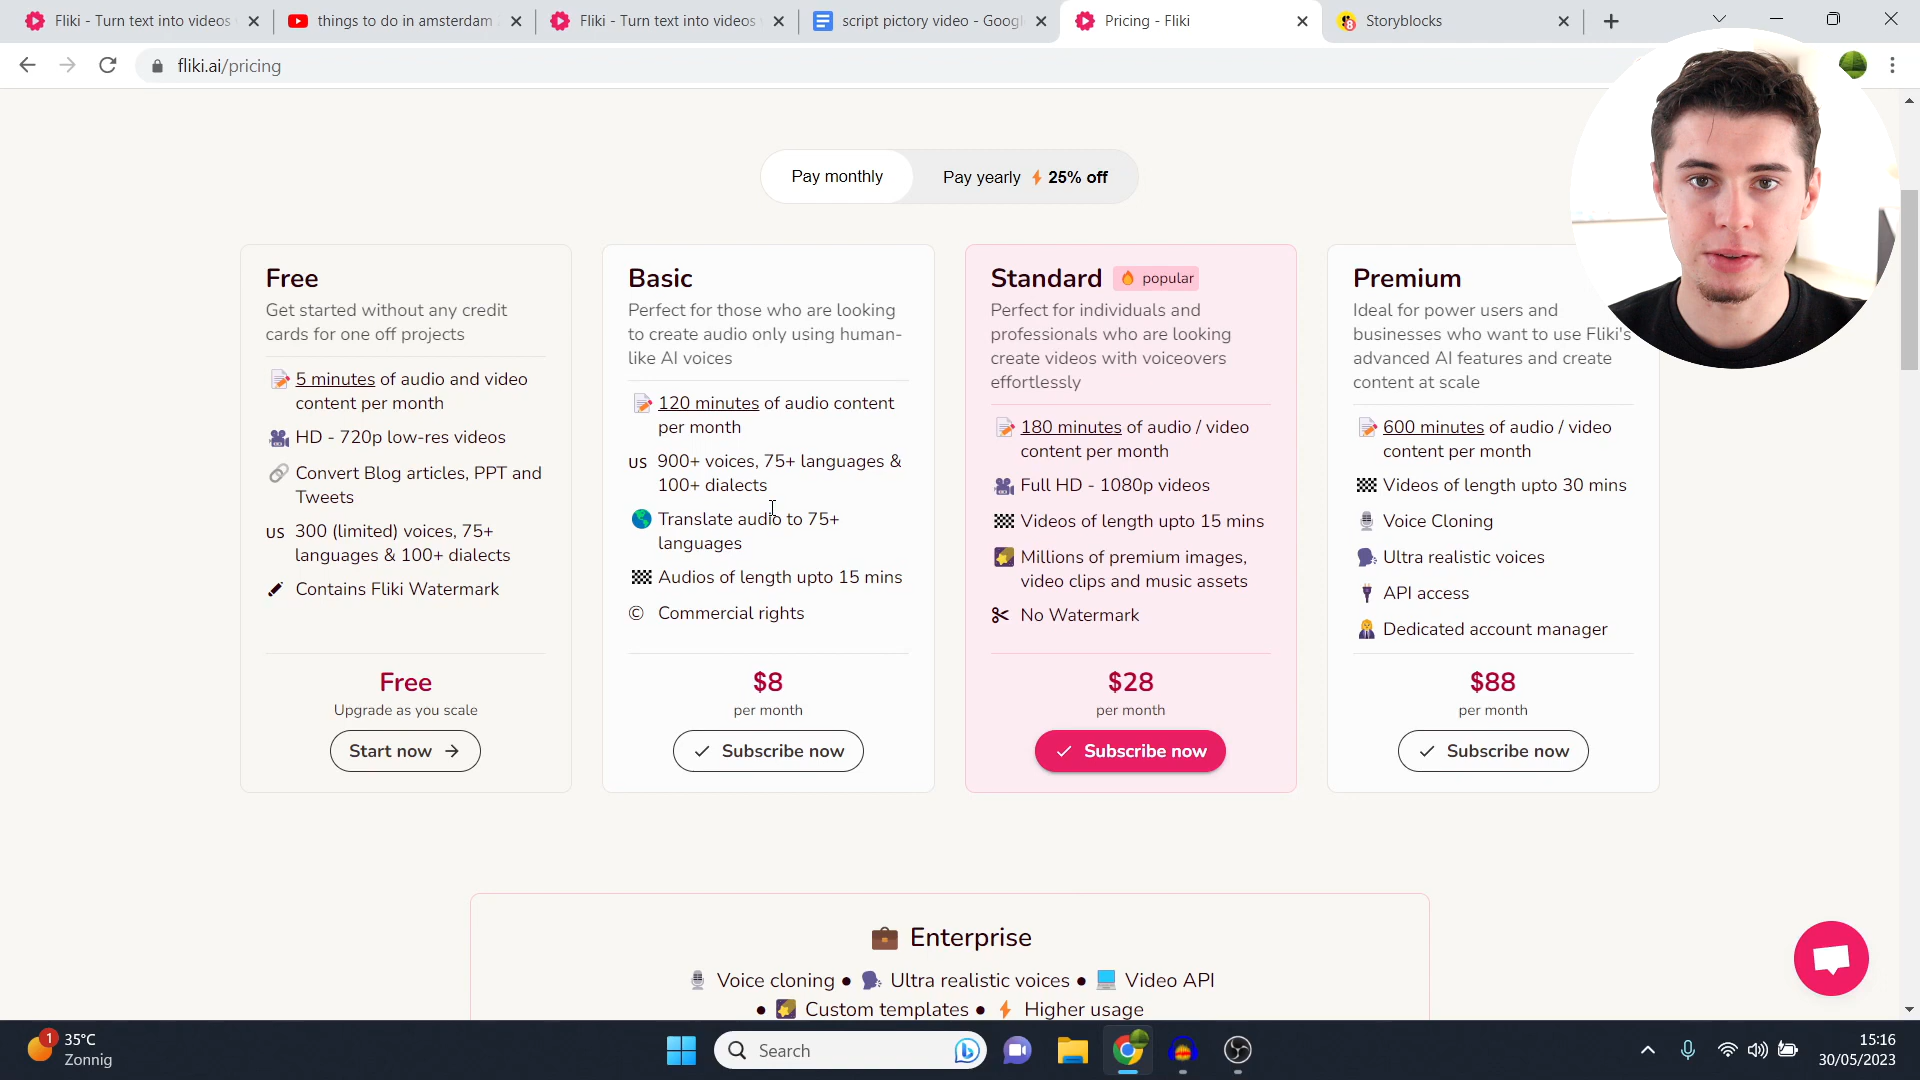 Fliki - Turn text into videos
things to do in amsterdam
Fliki - Turn text into videos
script pictory video - Googl
Pricing - Fliki
Storyblocks
fliki.ai/pricing
Pay monthly
Pay yearly 25% off
Free
Get started without any credit
cards for one off projects
5 minutes of audio and video
content per month
HD - 720p low-res videos
Convert Blog articles, PPT and
Tweets
US 300 (limited) voices, 75+
languages & 100+ dialects
Contains Fliki Watermark
Free
Upgrade as you scale
Start now
Basic
Perfect for those who are looking
to create audio only using human-
like AI voices
120 minutes of audio content
per month
US 900+ voices, 75+ languages &
100+ dialects
Translate audio to 75+
languages
Audios of length upto 15 mins
© Commercial rights
$8
per month
Subscribe now
Standard popular
Perfect for individuals and
professionals who are looking
create videos with voiceovers
effortlessly
180 minutes of audio / video
content per month
Full HD - 1080p videos
Videos of length upto 15 mins
Millions of premium images,
video clips and music assets
No Watermark
$28
per month
Subscribe now
Premium
Ideal for power users and
businesses who want to use Fliki's
advanced AI features and create
content at scale
600 minutes of audio / video
content per month
Videos of length upto 30 mins
Voice Cloning
Ultra realistic voices
API access
Dedicated account manager
$88
per month
Subscribe now
Enterprise
Voice cloning • Ultra realistic voices • Video API
• Custom templates • Higher usage
1
35°C
Zonnig
Search
15:16
30/05/2023